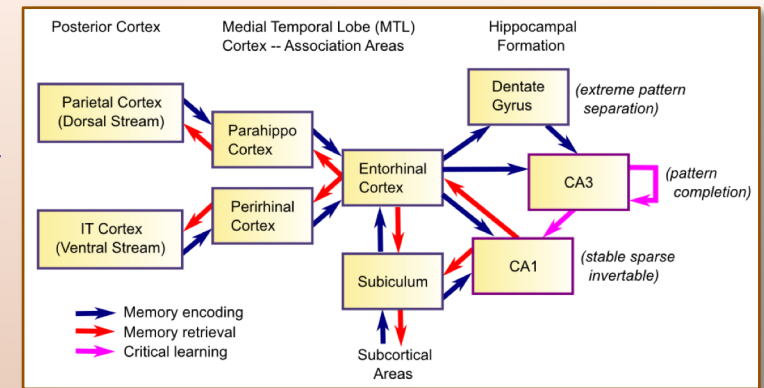 Posterior Cortex
Medial Temporal Lobe (MTL)
Cortex -- Association Areas
Hippocampal
Formation
Parietal Cortex
(Dorsal Stream)
Parahippo
Cortex
Dentate
Gyrus
(extreme pattern
separation)
Entorhinal
Cortex
CA3
(pattern
completion)
IT Cortex
(Ventral Stream)
Perirhinal
Cortex
Subiculum
CA1
(stable sparse
invertable)
Memory encoding
Memory retrieval
Critical learning
Subcortical
Areas